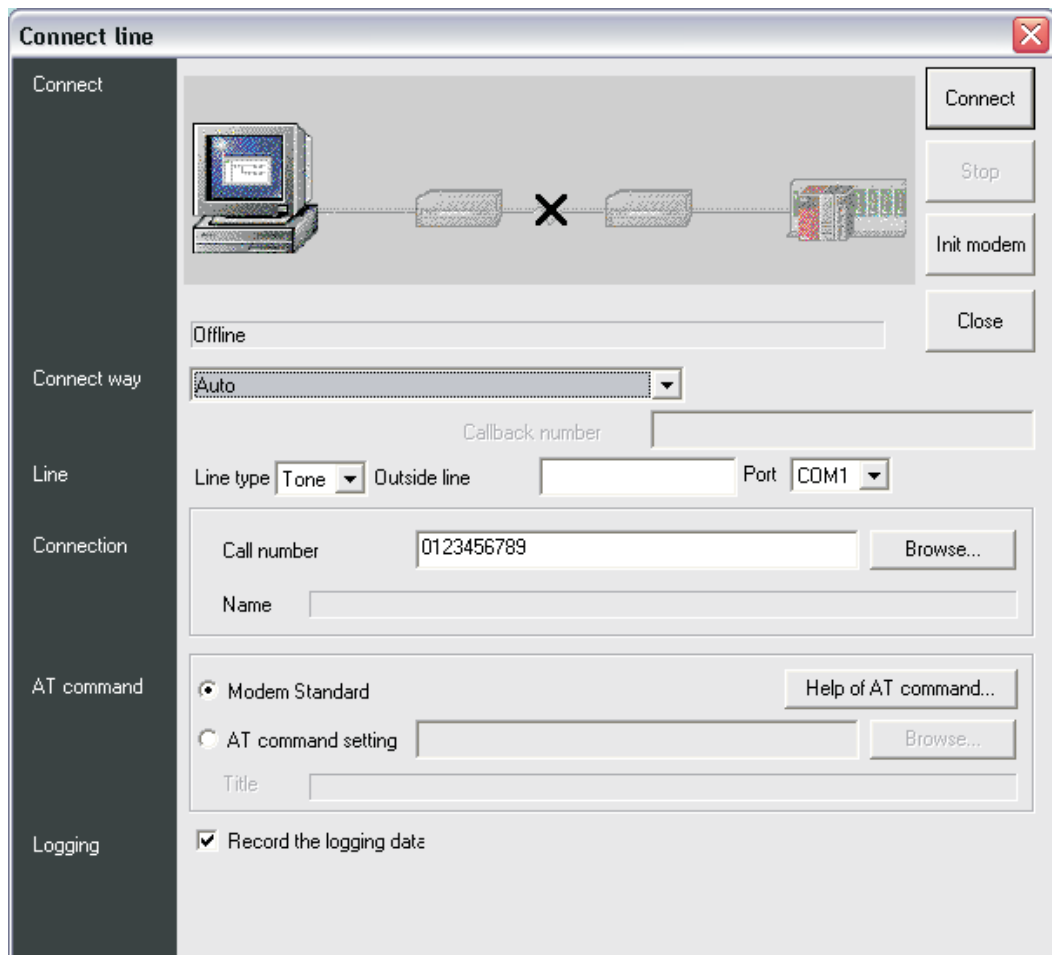 Connect line
Connect
Connect
Stop
Init modem
Close
Offline
Connect way
Auto
Callback number
Line
Line type Tone Outside line Port COM1
Connection
Call number 0123456789 Browse...
Name
AT command
Modem Standard Help of AT command...
AT command setting Browse...
Title
Logging
Record the logging data